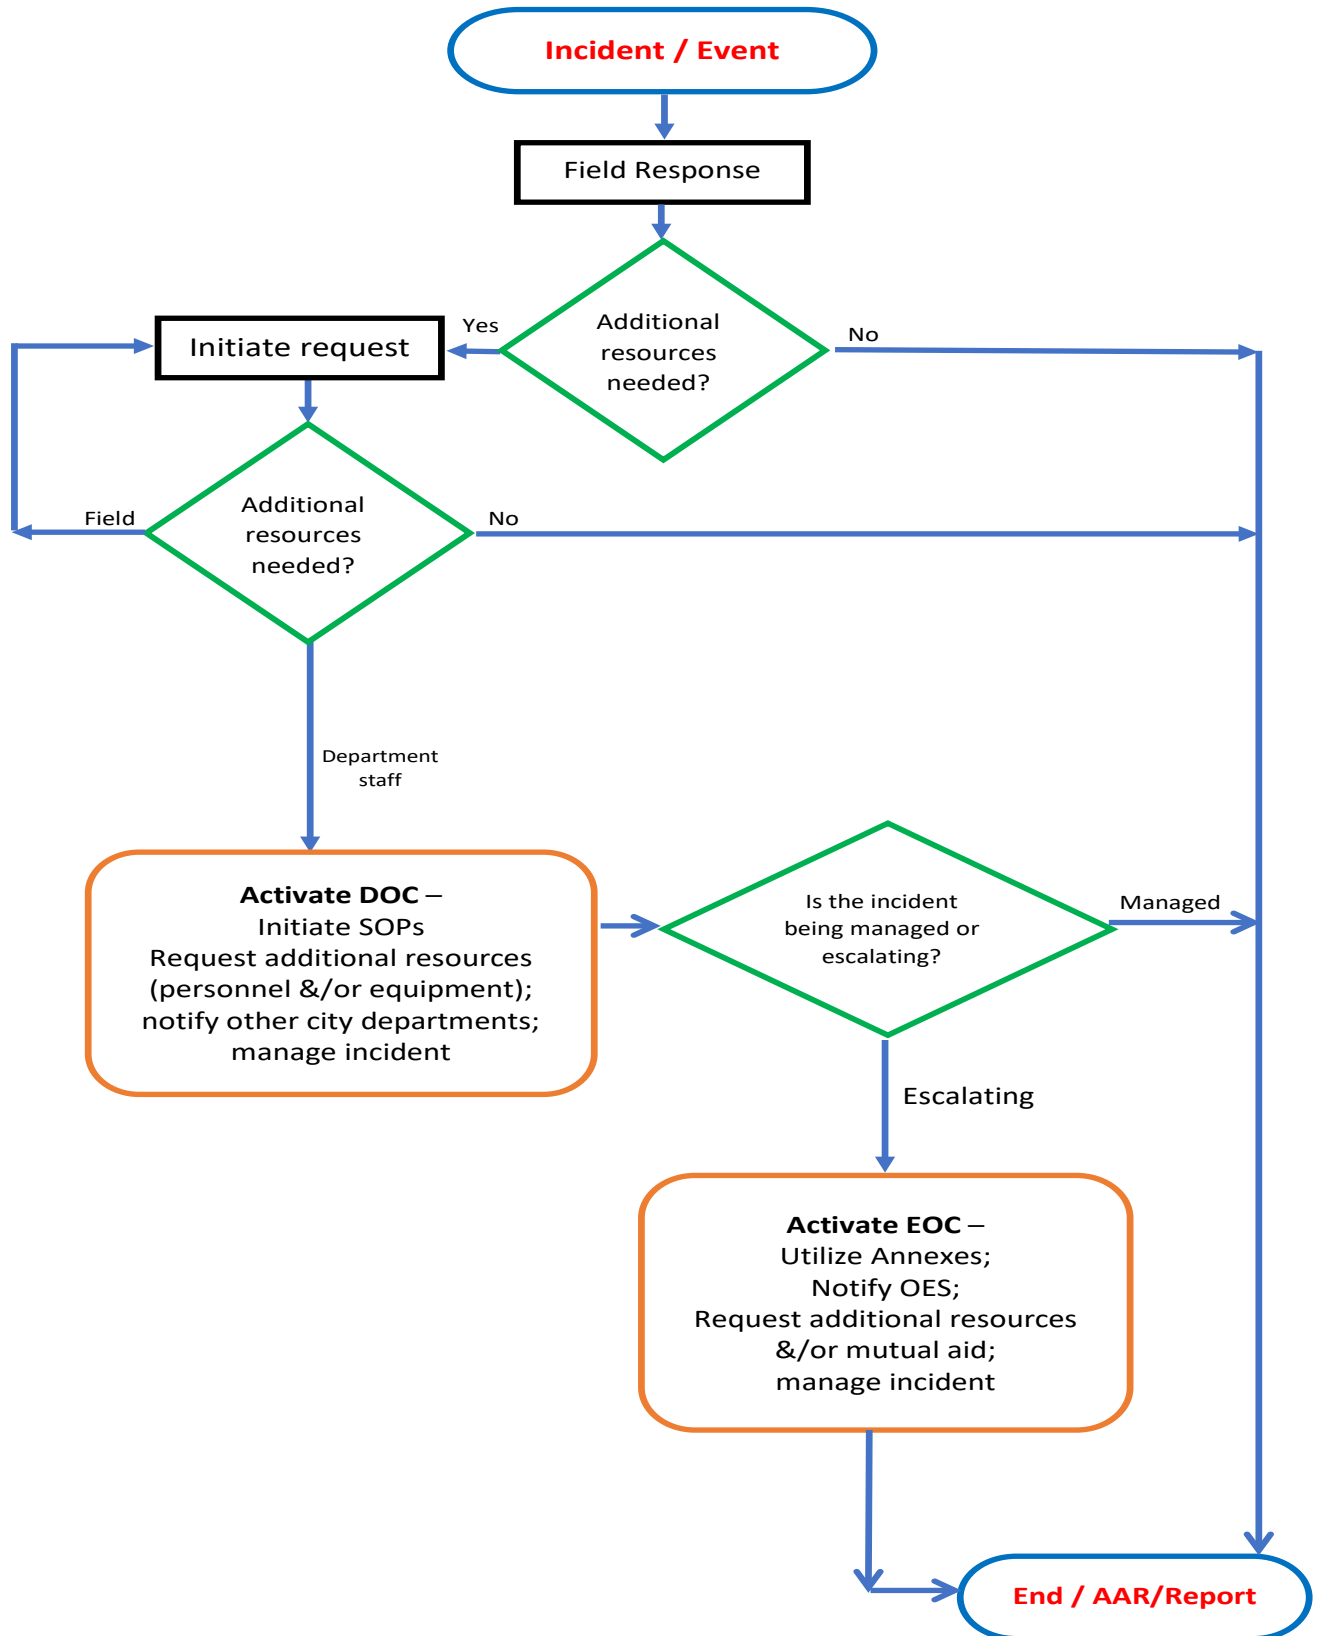 Incident / Event
Field Response
Additional
resources
needed?
Yes
No
Initiate request
Additional
resources
needed?
Field
No
Department
staff
Activate DOC –
Initiate SOPs
Request additional resources
(personnel &/or equipment);
notify other city departments;
manage incident
Is the incident
being managed or
escalating?
Managed
Escalating
Activate EOC –
Utilize Annexes;
Notify OES;
Request additional resources
&/or mutual aid;
manage incident
End / AAR/Report